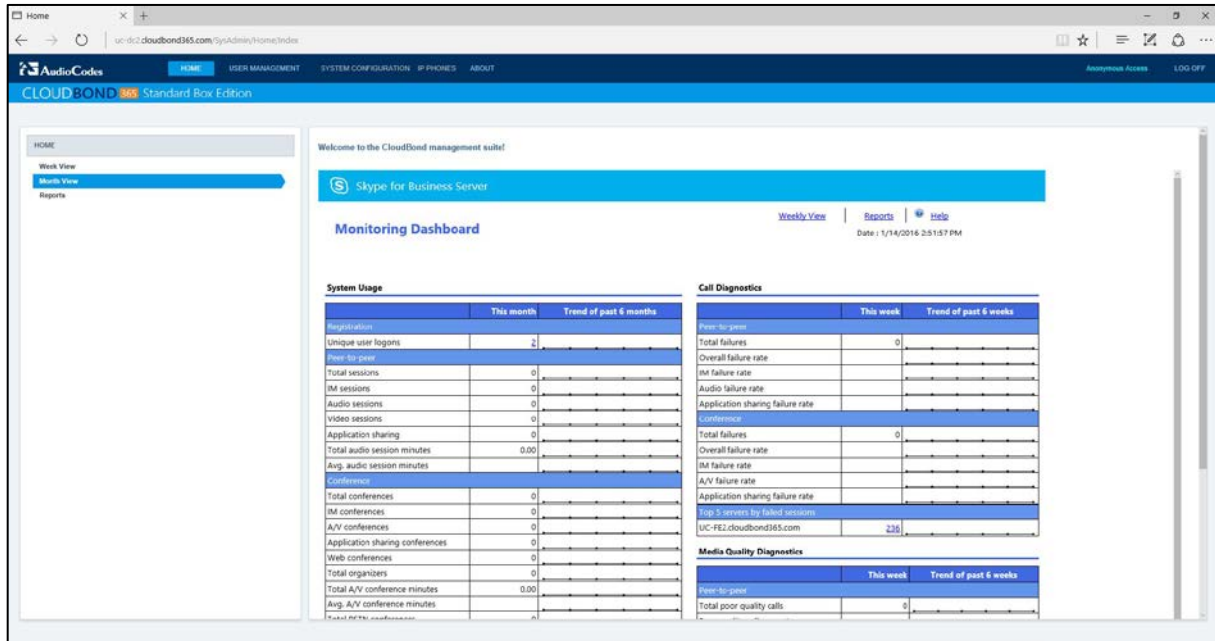 Home
uc-dc2.cloudbond365.com/SysAdmin/Home/Index
AudioCodes
HOME USER MANAGEMENT SYSTEM CONFIGURATION IP PHONES ABOUT
Anonymous Access LOG OFF
CLOUDBOND 365 Standard Box Edition
HOME
Week View
Month View
Reports
Welcome to the CloudBond management suite!
Skype for Business Server
Monitoring Dashboard
Weekly View Reports Help
Date : 1/14/2016 2:51:57 PM
System Usage
This month Trend of past 6 months
Registration
Unique user logons 2
Peer-to-peer
Total sessions 0
IM sessions 0
Audio sessions 0
Video sessions 0
Application sharing 0
Total audio session minutes 0.00
Avg. audio session minutes
Conference
Total conferences 0
IM conferences 0
A/V conferences 0
Application sharing conferences 0
Web conferences 0
Total organizers 0
Total A/V conference minutes 0.00
Avg. A/V conference minutes
Total PSTN conferences 0
Call Diagnostics
This week Trend of past 6 weeks
Peer-to-peer
Total failures 0
Overall failure rate
IM failure rate
Audio failure rate
Application sharing failure rate
Conference
Total failures 0
Overall failure rate
IM failure rate
A/V failure rate
Application sharing failure rate
Top 5 servers by failed sessions
UC-FE2.cloudbond365.com 236
Media Quality Diagnostics
This week Trend of past 6 weeks
Peer-to-peer
Total poor quality calls 0